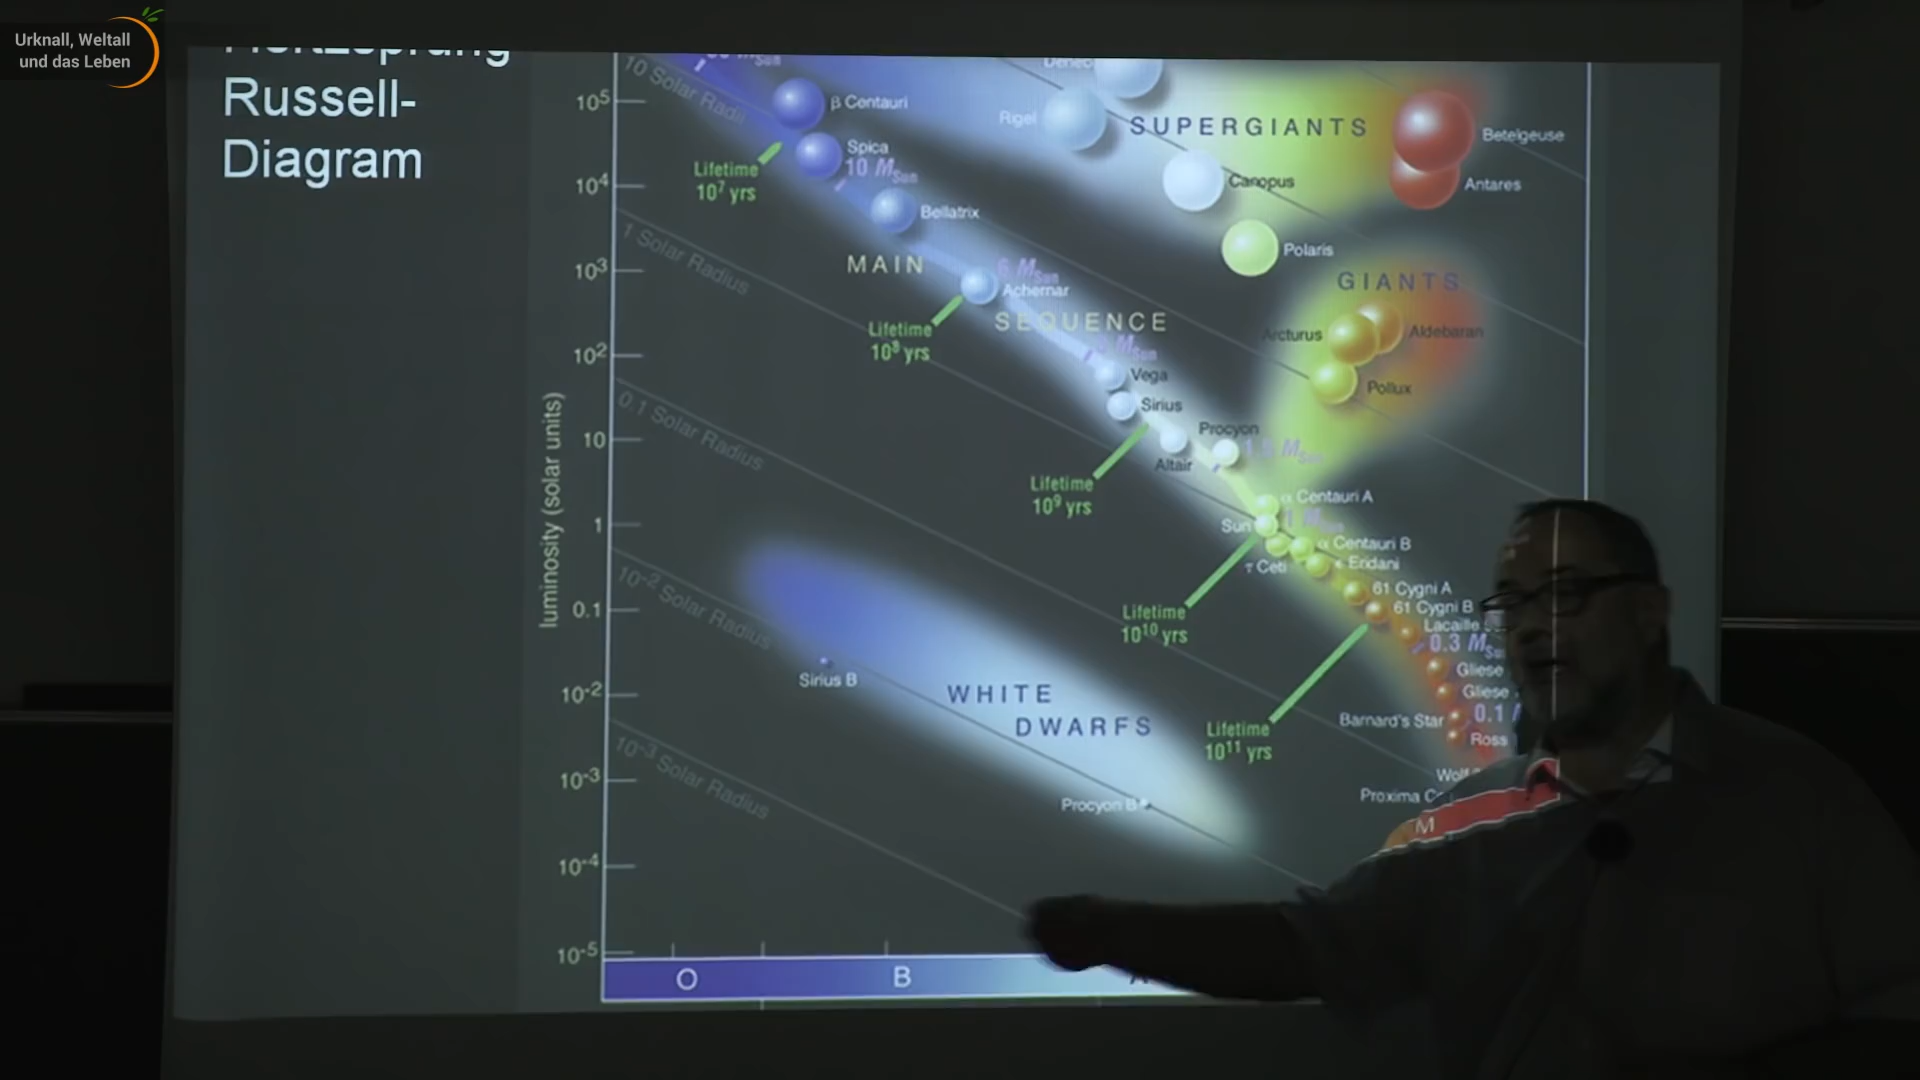 Urknall, Weltall
und das Leben
Russell-
Diagram
luminosity (solar units)
10⁵
10⁴
10³
10²
10
1
0.1
10⁻²
10⁻³
10⁻⁴
10⁻⁵
10 Solar Radii
1 Solar Radius
0.1 Solar Radius
10⁻² Solar Radius
10⁻³ Solar Radius
β Centauri
Spica
10 M Sun
Lifetime
10⁷ yrs
Bellatrix
Rigel
SUPERGIANTS
Betelgeuse
Canopus
Antares
Polaris
MAIN
SEQUENCE
6 M Sun
Achernar
Lifetime
10⁸ yrs
GIANTS
Arcturus
Aldebaran
Pollux
M Sun
Vega
Sirius
Altair
Procyon
Lifetime
10⁹ yrs
α Centauri A
Sun
α Centauri B
τ Ceti
ε Eridani
Lifetime
10¹⁰ yrs
61 Cygni A
61 Cygni B
Lacaille
0.3 M Sun
Gliese
Gliese
Barnard's Star
0.1
Ross
Lifetime
10¹¹ yrs
Wolf
Proxima
Sirius B
WHITE
DWARFS
Procyon B
O
B
M